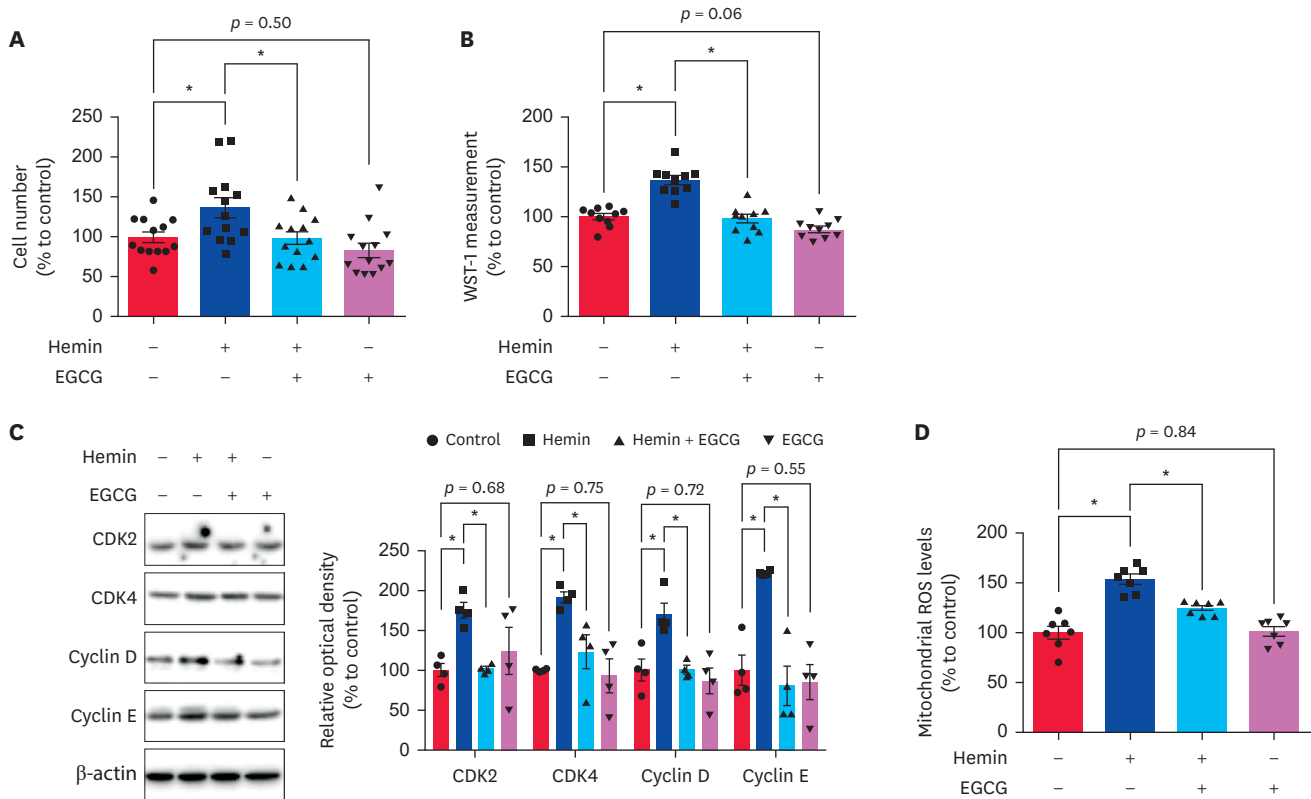 A
p = 0.50
*
*
Cell number
(% to control)
250
200
150
100
50
0
Hemin – + + –
EGCG – – + +
B
p = 0.06
*
*
WST-1 measurement
(% to control)
200
150
100
50
0
Hemin – + + –
EGCG – – + +
C
Hemin – + + –
EGCG – – + +
CDK2
CDK4
Cyclin D
Cyclin E
β-actin
Control Hemin Hemin + EGCG EGCG
p = 0.68 p = 0.75 p = 0.72 p = 0.55
* * * *
* * * *
Relative optical density
(% to control)
250
200
150
100
50
0
CDK2 CDK4 Cyclin D Cyclin E
D
p = 0.84
*
*
Mitochondrial ROS levels
(% to control)
200
150
100
50
0
Hemin – + + –
EGCG – – + +